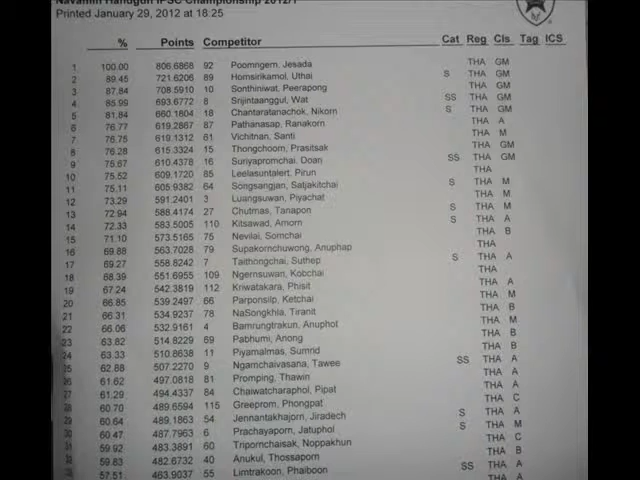 Navamin Handgun IPSC Championship 2012/1
Printed January 29, 2012 at 18:25
% Points Competitor Cat Reg Cls Tag ICS
1 100.00 806.6868 92 Poomngern, Jesada THA GM
2 89.45 721.6206 89 Homsirikamol, Uthai S THA GM
3 87.84 708.5910 10 Sonthiniwat, Peerapong THA GM
4 85.99 693.6772 8 Srijintaanggul, Wat SS THA GM
5 81.84 660.1804 18 Chantaratanachok, Nikorn S THA GM
6 76.77 619.2867 87 Pathanasap, Ranakorn THA A
7 76.75 619.1312 61 Vichitnan, Santi THA M
8 76.28 615.3324 15 Thongchoom, Prasitsak THA GM
9 75.67 610.4378 16 Suriyapromchai, Doan SS THA GM
10 75.52 609.1720 85 Leelasuntalert, Pirun THA
11 75.11 605.9382 64 Songsangjan, Satjakitchai S THA M
12 73.29 591.2401 3 Luangsuwan, Piyachat THA M
13 72.94 588.4174 27 Chutmas, Tanapon S THA M
14 72.33 583.5005 110 Kitsawad, Amorn S THA A
15 71.10 573.5165 75 Nevilai, Somchai THA B
16 69.88 563.7028 79 Supakornchuwong, Anuphap THA
17 69.27 558.8242 7 Taithongchai, Suthep S THA A
18 68.39 551.6955 109 Ngernsuwan, Kobchai THA
19 67.24 542.3819 112 Kriwatakara, Phisit THA A
20 66.85 539.2497 66 Parponsilp, Ketchai THA M
21 66.31 534.9237 78 NaSongkhla, Tiranit THA B
22 66.06 532.9161 4 Bamrungtrakun, Anuphot THA M
23 63.82 514.8229 69 Pabhumi, Anong THA B
24 63.33 510.8638 11 Piyamalmas, Sumrid THA B
25 62.88 507.2270 9 Ngamchaivasana, Tawee SS THA A
26 61.62 497.0818 81 Promping, Thawin THA A
27 61.29 494.4337 84 Chaiwatcharaphol, Pipat THA A
28 60.70 489.6594 115 Greeprom, Phongpat THA C
29 60.64 489.1863 54 Jennantakhajorn, Jiradech S THA A
30 60.47 487.7963 6 Prachayaporn, Jatuphol S THA M
31 59.92 483.3891 60 Tripornchaisak, Noppakhun THA C
32 59.83 482.6732 40 Anukul, Thossaporn THA B
33 57.51 463.9037 55 Limtrakoon, Phaiboon SS THA A
THA A